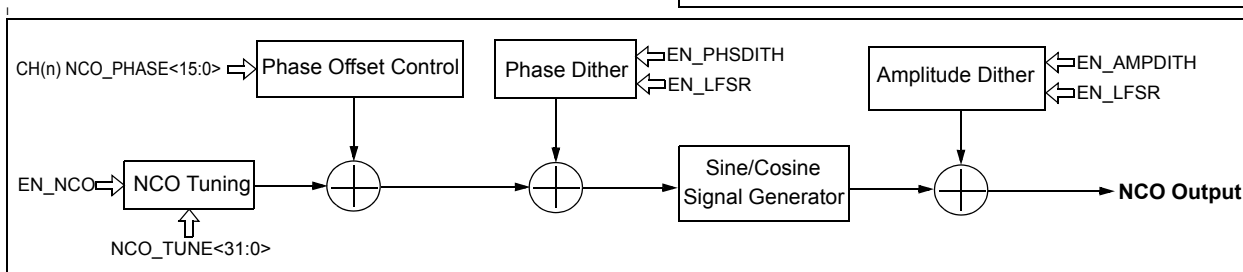 CH(n) NCO_PHASE<15:0>
Phase Offset Control
Phase Dither
EN_PHSDITH
EN_LFSR
Amplitude Dither
EN_AMPDITH
EN_LFSR
EN_NCO
NCO Tuning
NCO_TUNE<31:0>
Sine/Cosine
Signal Generator
NCO Output